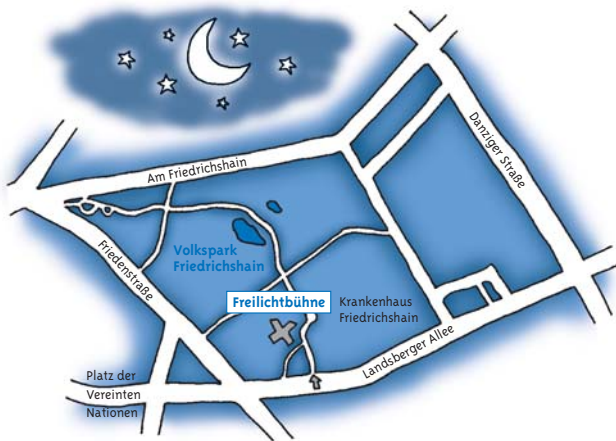 Am Friedrichshain
Danziger Straße
Volkspark
Friedrichshain
Friedenstraße
Freilichtbühne
Krankenhaus
Friedrichshain
Landsberger Allee
Platz der
Vereinten
Nationen